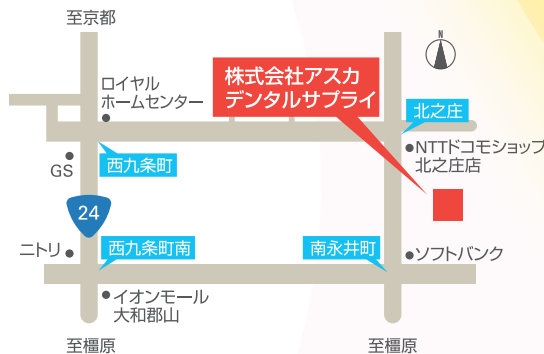 至京都
N
ロイヤル
ホームセンター
株式会社アスカ
デンタルサプライ
北之庄
NTTドコモショップ
北之庄店
GS
西九条町
24
ニトリ
西九条町南
南永井町
ソフトバンク
イオンモール
大和郡山
至橿原
至橿原